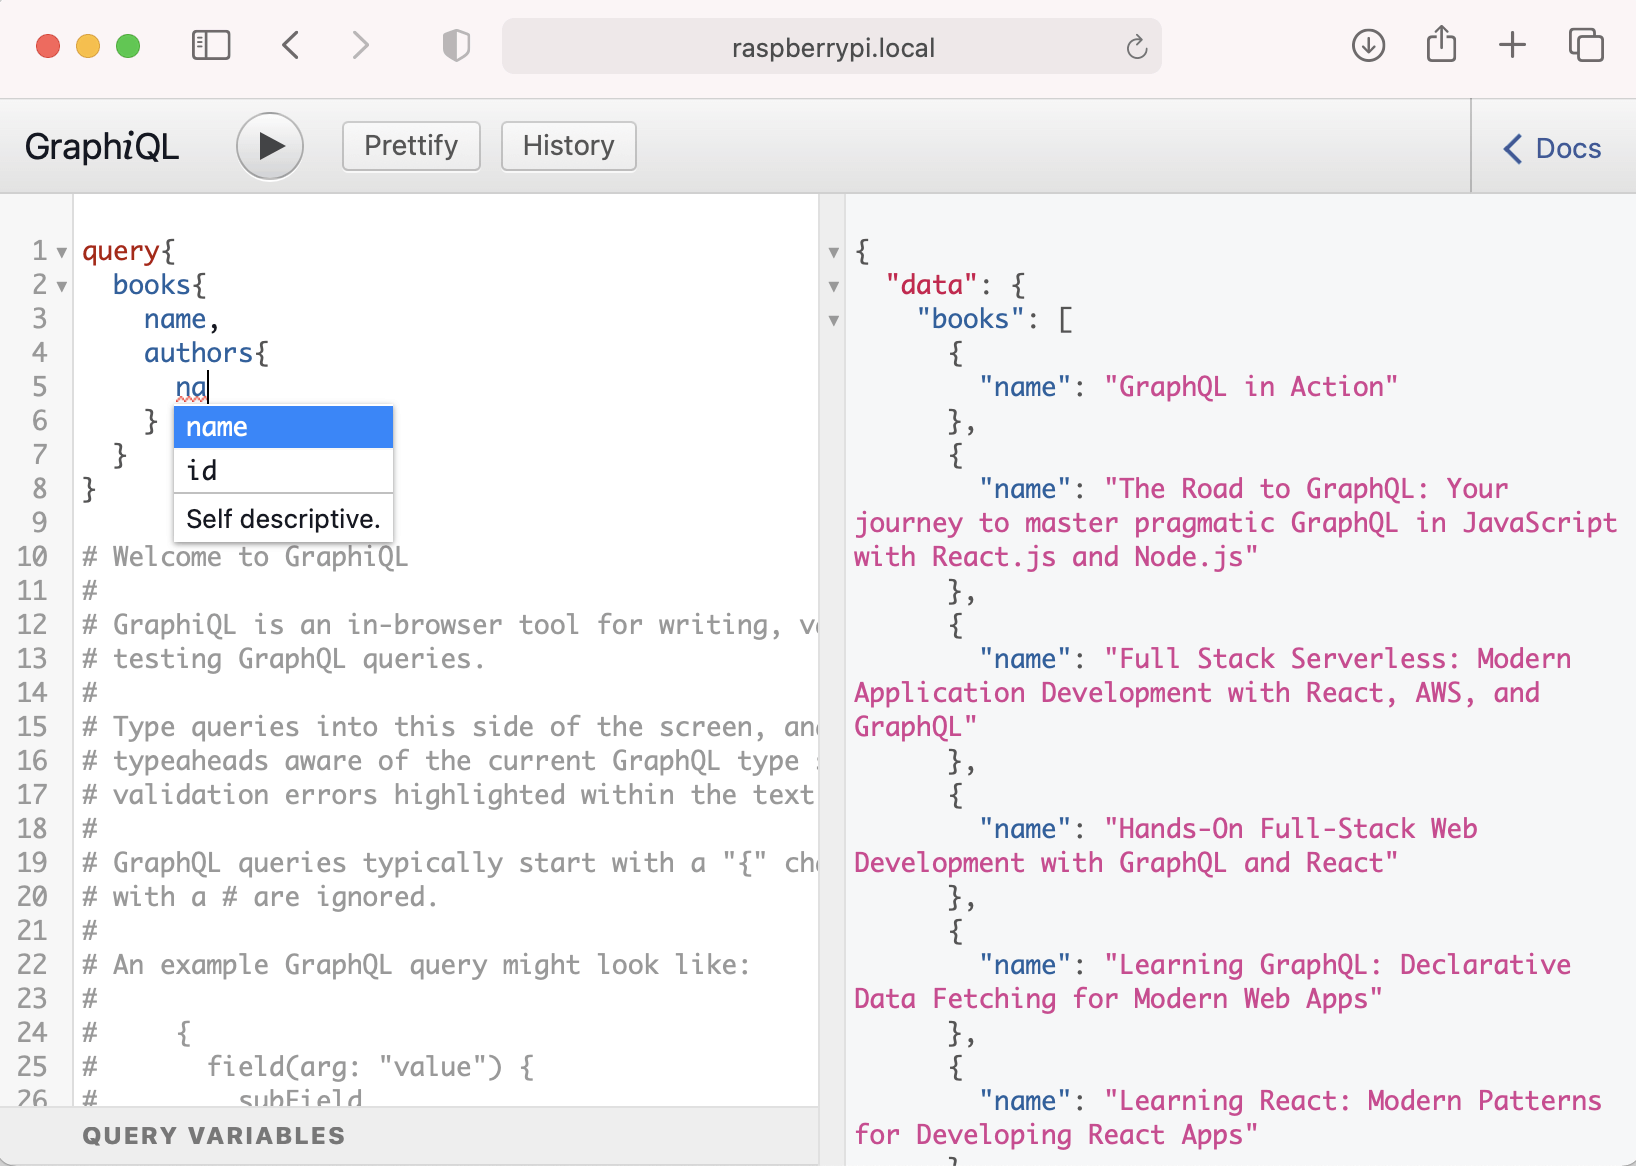 raspberrypi.local
GraphiQL
Prettify
History
Docs
1 query{
2 books{
3 name,
4 authors{
5 na
6 }
7 }
8 }
9
name
id
Self descriptive.
10 # Welcome to GraphiQL
11 #
12 # GraphiQL is an in-browser tool for writing,
13 # testing GraphQL queries.
14 #
15 # Type queries into this side of the screen,
16 # typeaheads aware of the current GraphQL type
17 # validation errors highlighted within the text
18 #
19 # GraphQL queries typically start with a "{"
20 # with a # are ignored.
21 #
22 # An example GraphQL query might look like:
23 #
24 # {
25 # field(arg: "value") {
26 # subField
QUERY VARIABLES
{
"data": {
"books": [
{
"name": "GraphQL in Action"
},
{
"name": "The Road to GraphQL: Your
journey to master pragmatic GraphQL in JavaScript
with React.js and Node.js"
},
{
"name": "Full Stack Serverless: Modern
Application Development with React, AWS, and
GraphQL"
},
{
"name": "Hands-On Full-Stack Web
Development with GraphQL and React"
},
{
"name": "Learning GraphQL: Declarative
Data Fetching for Modern Web Apps"
},
{
"name": "Learning React: Modern Patterns
for Developing React Apps"